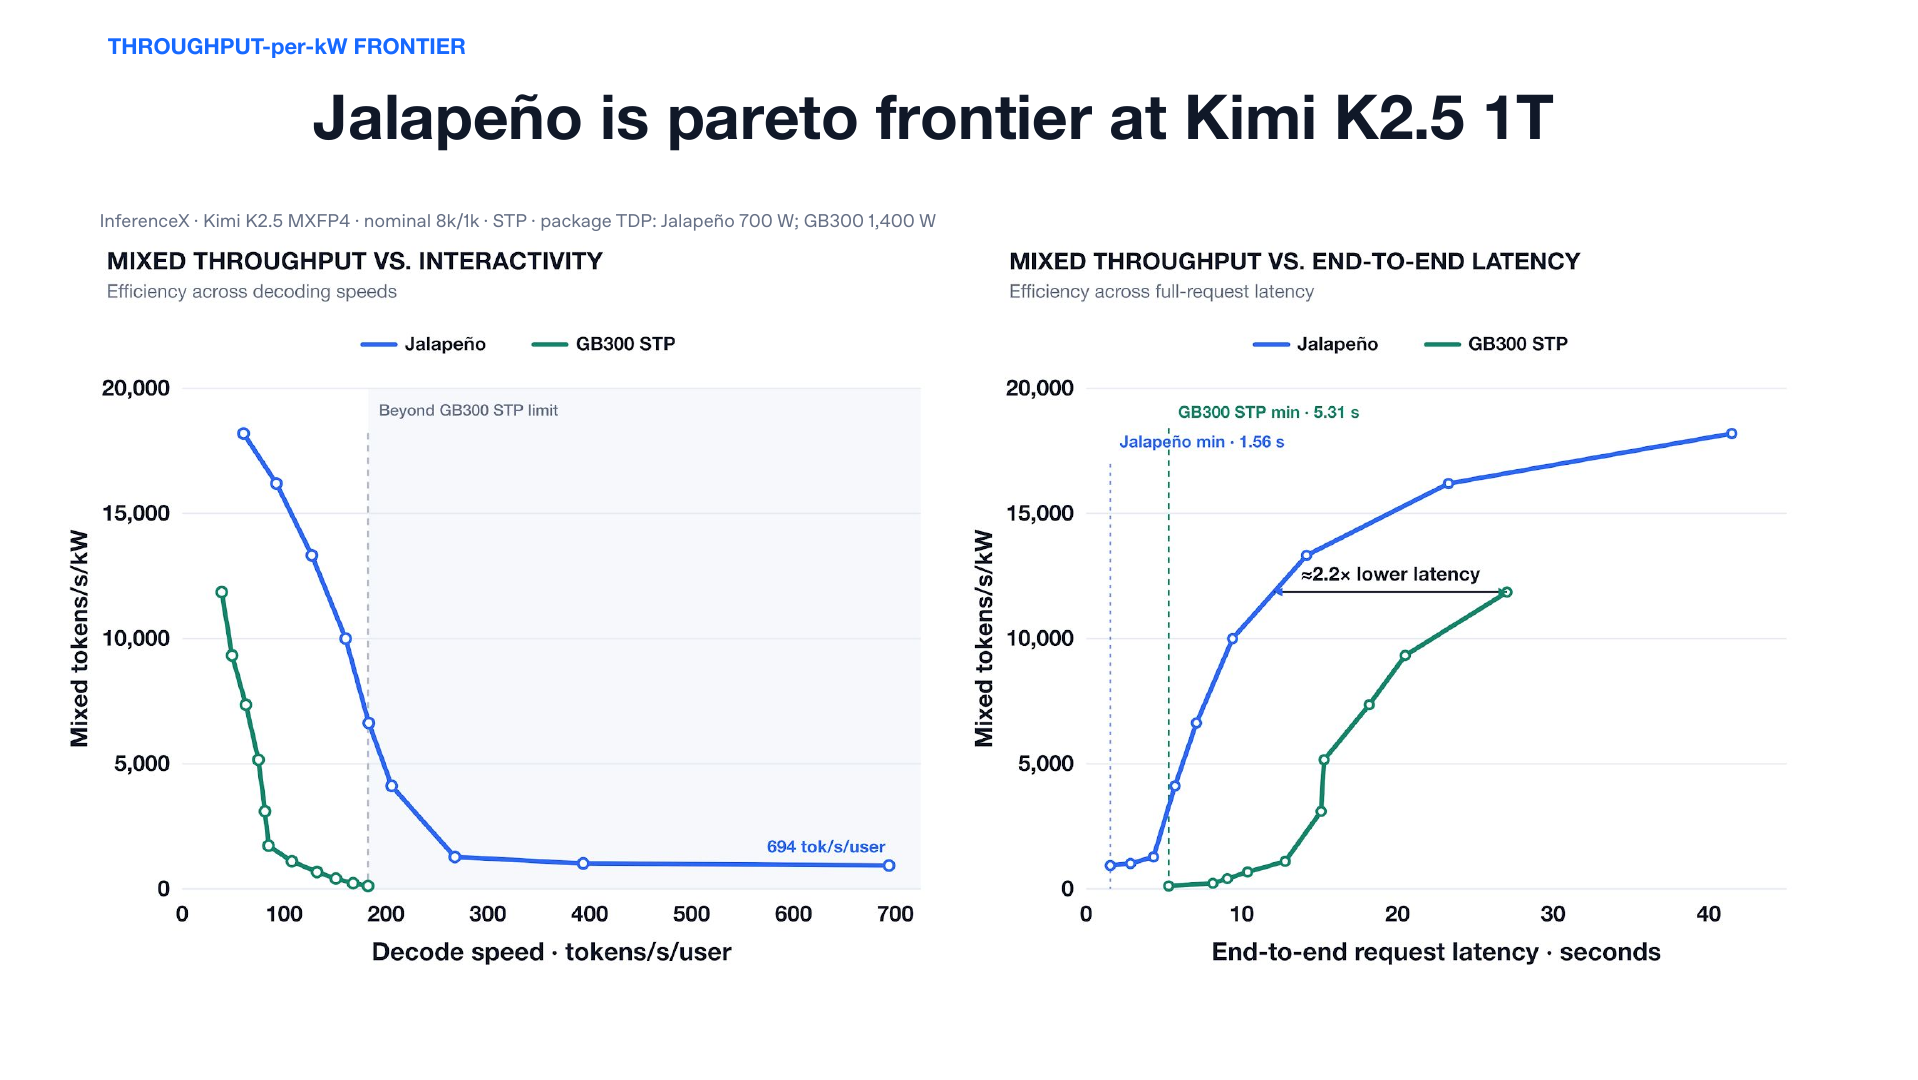 THROUGHPUT-per-kW FRONTIER
Jalapeño is pareto frontier at Kimi K2.5 1T
InferenceX · Kimi K2.5 MXFP4 · nominal 8k/1k · STP · package TDP: Jalapeño 700 W; GB300 1,400 W
MIXED THROUGHPUT VS. INTERACTIVITY
Efficiency across decoding speeds
Jalapeño
GB300 STP
20,000
15,000
10,000
5,000
0
Mixed tokens/s/kW
Beyond GB300 STP limit
694 tok/s/user
0 100 200 300 400 500 600 700
Decode speed · tokens/s/user
MIXED THROUGHPUT VS. END-TO-END LATENCY
Efficiency across full-request latency
Jalapeño
GB300 STP
20,000
15,000
10,000
5,000
0
Mixed tokens/s/kW
GB300 STP min · 5.31 s
Jalapeño min · 1.56 s
≈2.2× lower latency
0 10 20 30 40
End-to-end request latency · seconds